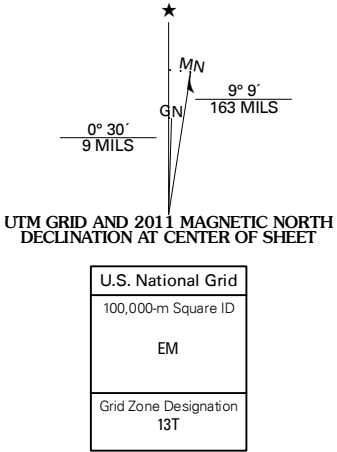 ★
MN
GN
9° 9´
163 MILS
0° 30´
9 MILS
UTM GRID AND 2011 MAGNETIC NORTH
DECLINATION AT CENTER OF SHEET
U.S. National Grid
100,000-m Square ID
EM
Grid Zone Designation
13T